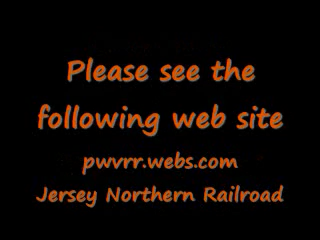 Please see the
following web site
pwvrr.webs.com
Jersey Northern Railroad